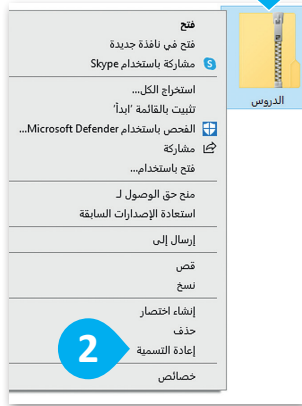 فتح
فتح في نافذة جديدة
مشاركة باستخدام Skype
استخراج الكل...
تثبيت بالقائمة 'ابدأ'
الفحص باستخدام Microsoft Defender...
مشاركة
فتح باستخدام...
منح حق الوصول لـ
استعادة الإصدارات السابقة
إرسال إلى
قص
نسخ
إنشاء اختصار
حذف
إعادة التسمية
خصائص
الدروس
2